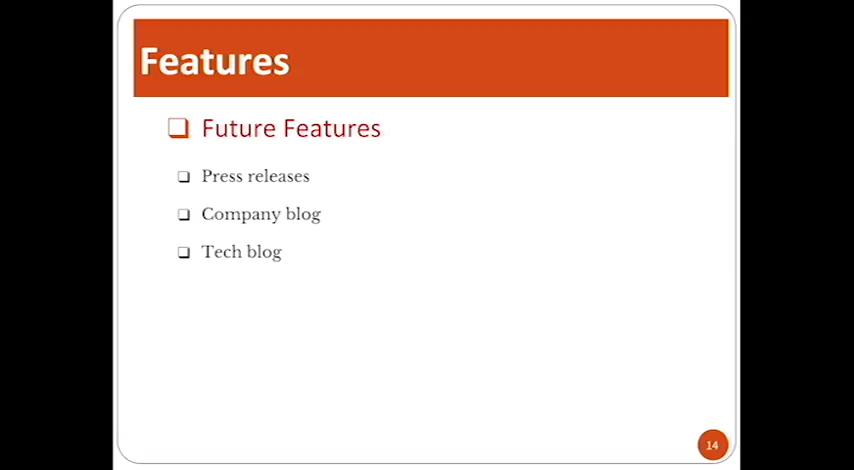 Features
Future Features
Press releases
Company blog
Tech blog
14